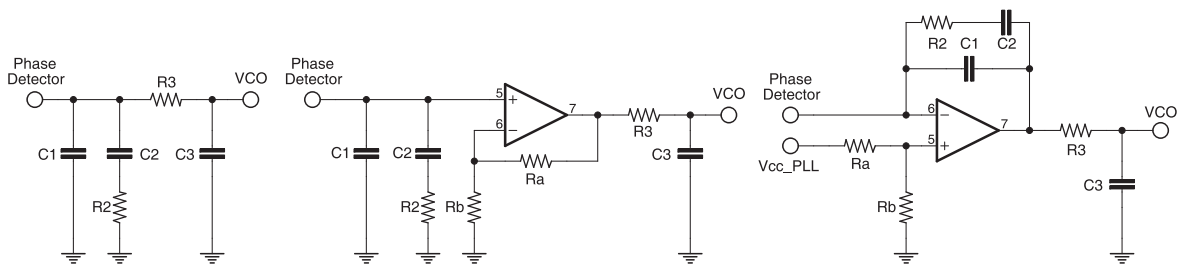 Phase
Detector
R3
VCO
C1
C2
C3
R2
Phase
Detector
5
+
6
−
7
R3
VCO
C1
C2
Ra
C3
R2
Rb
R2
C1
C2
Phase
Detector
6
−
7
VCO
5
+
Vcc_PLL
Ra
R3
Rb
C3